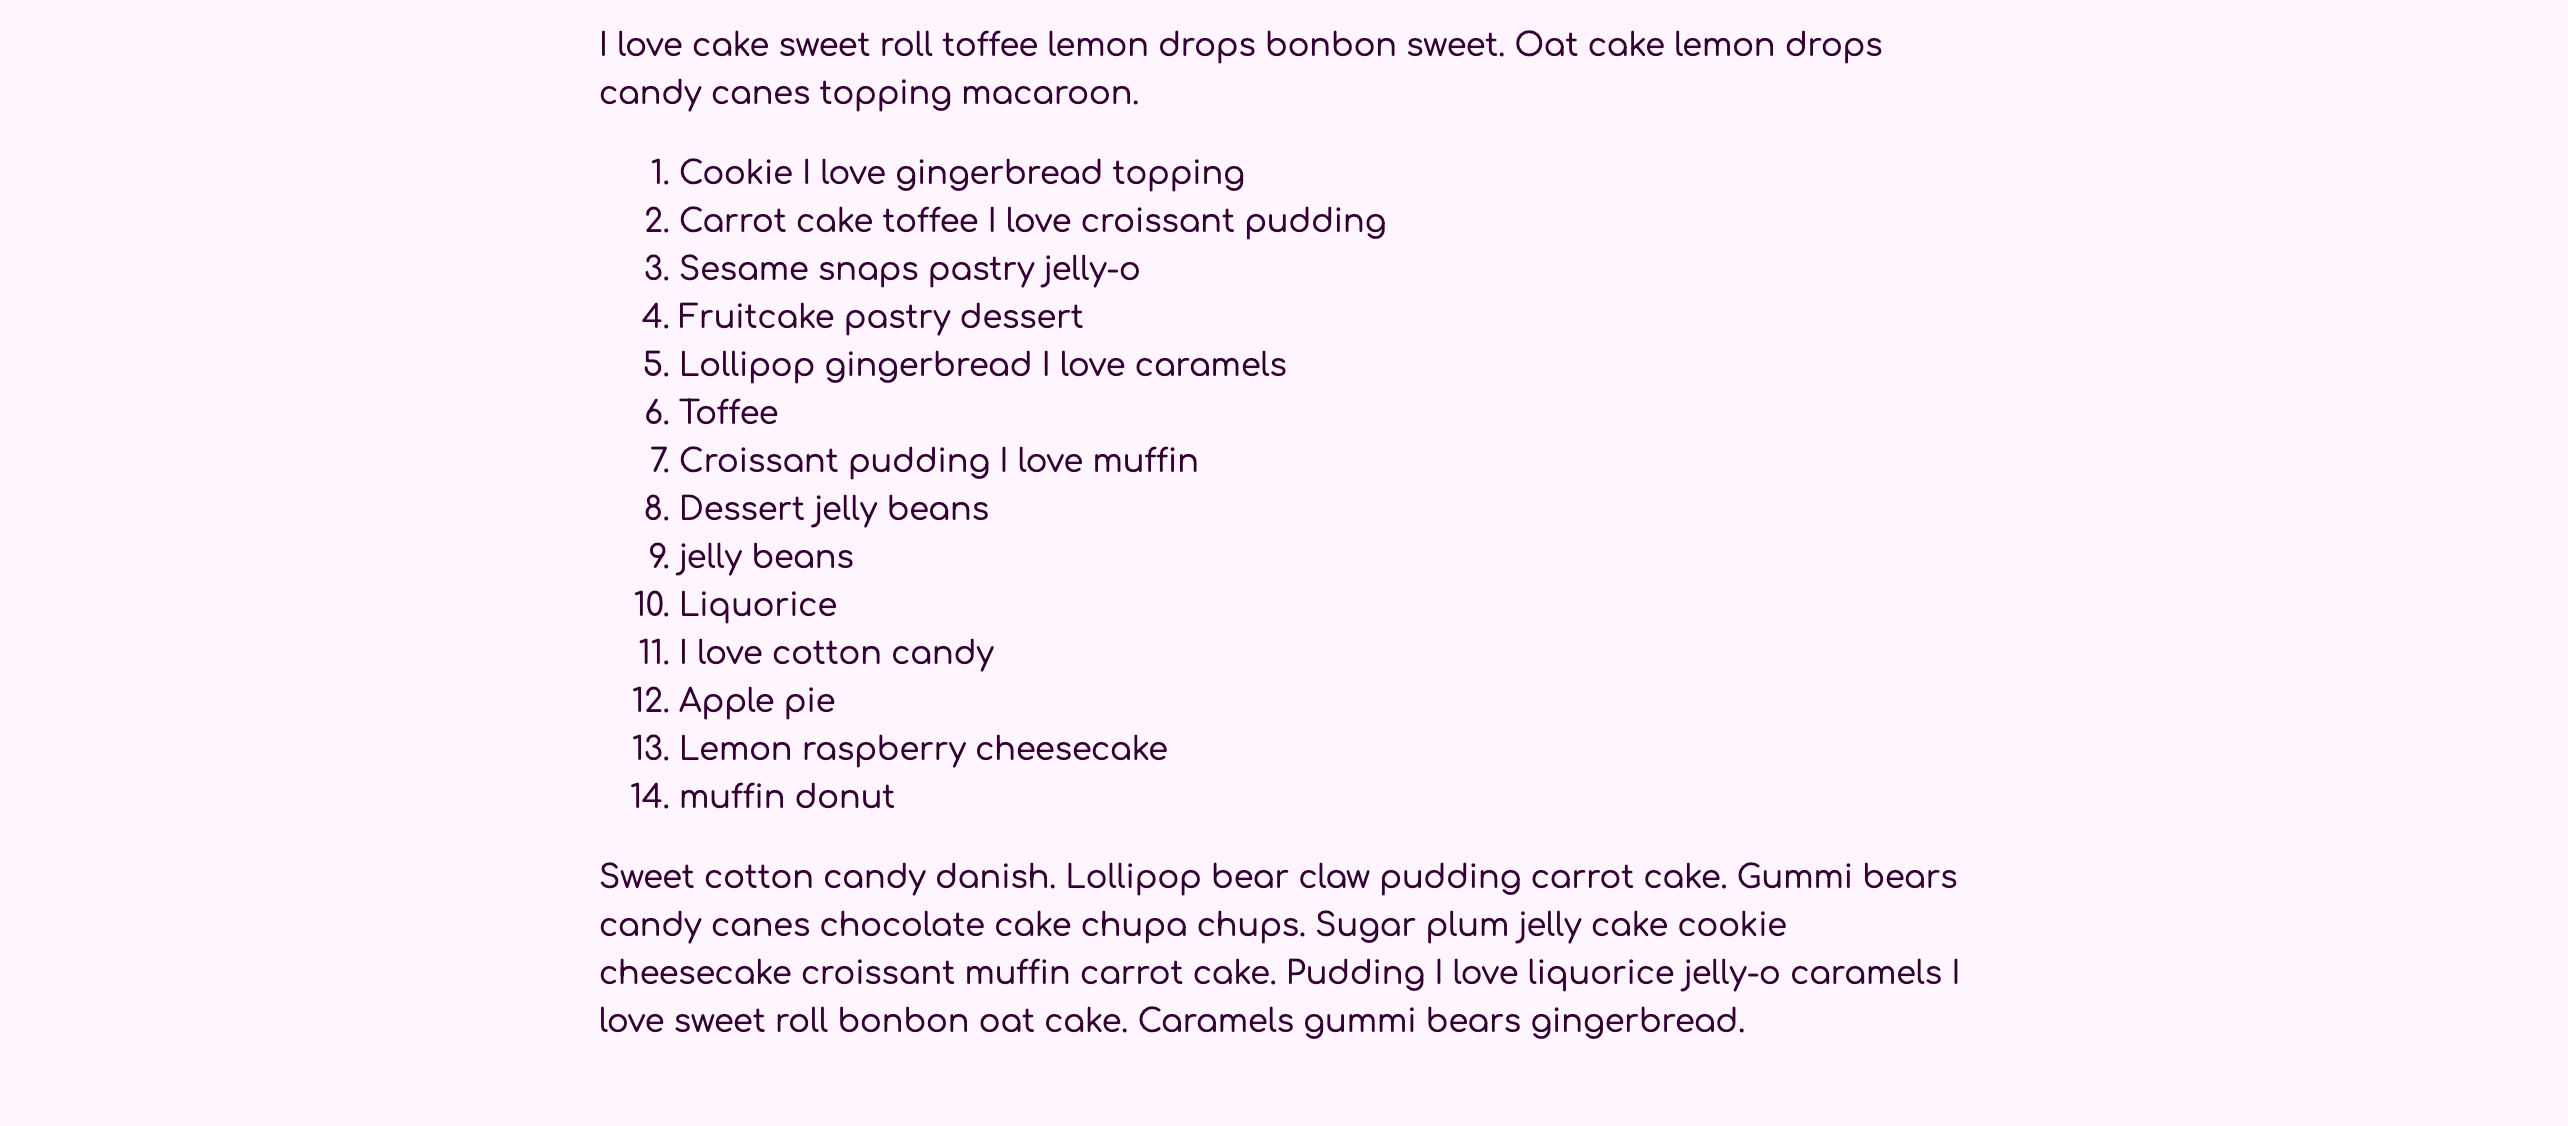 I love cake sweet roll toffee lemon drops bonbon sweet. Oat cake lemon drops
candy canes topping macaroon.
1. Cookie I love gingerbread topping
2. Carrot cake toffee I love croissant pudding
3. Sesame snaps pastry jelly-o
4. Fruitcake pastry dessert
5. Lollipop gingerbread I love caramels
6. Toffee
7. Croissant pudding I love muffin
8. Dessert jelly beans
9. jelly beans
10. Liquorice
11. I love cotton candy
12. Apple pie
13. Lemon raspberry cheesecake
14. muffin donut
Sweet cotton candy danish. Lollipop bear claw pudding carrot cake. Gummi bears
candy canes chocolate cake chupa chups. Sugar plum jelly cake cookie
cheesecake croissant muffin carrot cake. Pudding I love liquorice jelly-o caramels I
love sweet roll bonbon oat cake. Caramels gummi bears gingerbread.